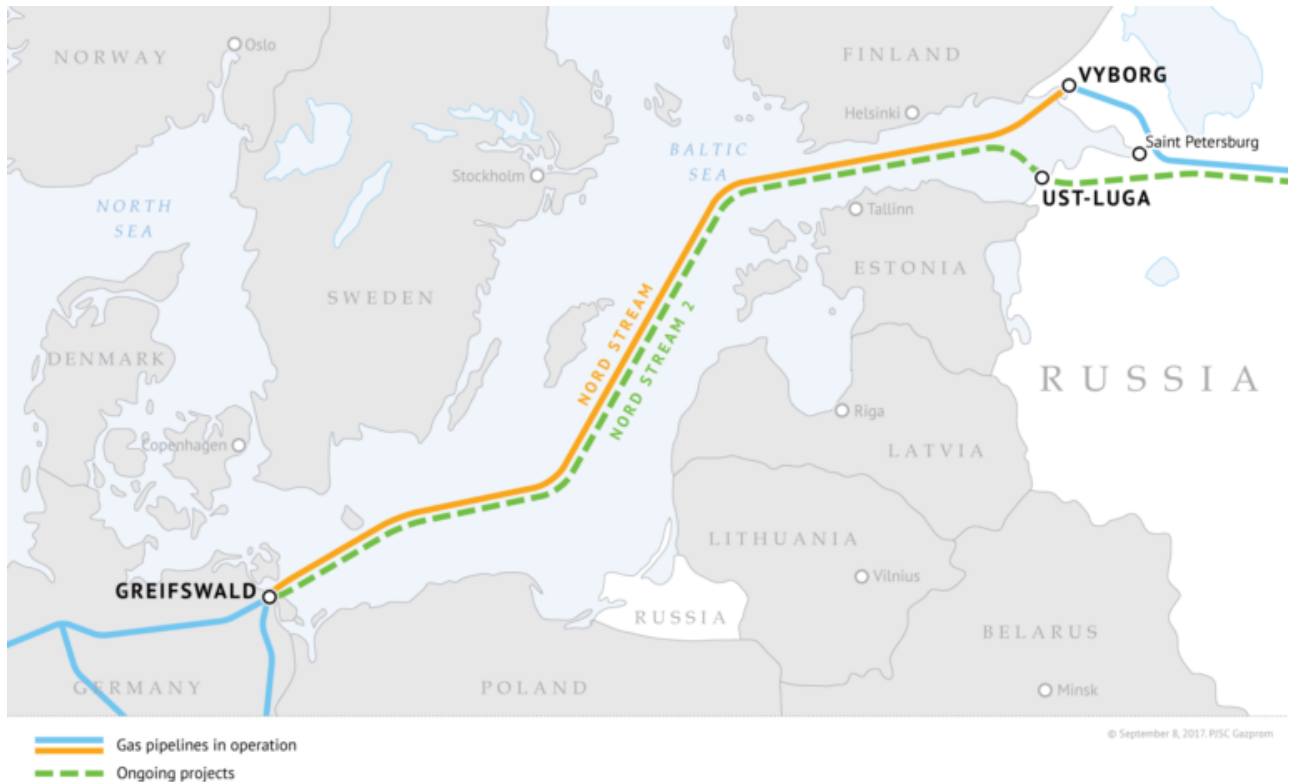 NORWAY
Oslo
FINLAND
VYBORG
Helsinki
Saint Petersburg
BALTIC
SEA
Stockholm
UST-LUGA
NORTH
SEA
Tallinn
ESTONIA
SWEDEN
NORD STREAM
NORD STREAM 2
DENMARK
RUSSIA
Riga
Copenhagen
LATVIA
LITHUANIA
Vilnius
GREIFSWALD
RUSSIA
BELARUS
GERMANY
POLAND
Minsk
© September 8, 2017. PJSC Gazprom
Gas pipelines in operation
Ongoing projects